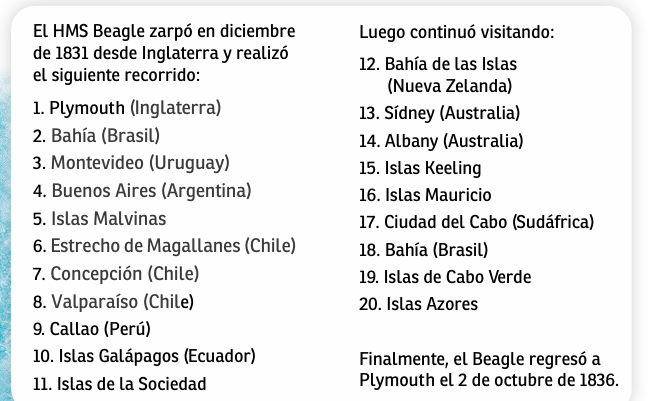 El HMS Beagle zarpó en diciembre
de 1831 desde Inglaterra y realizó
el siguiente recorrido:
1. Plymouth (Inglaterra)
2. Bahía (Brasil)
3. Montevideo (Uruguay)
4. Buenos Aires (Argentina)
5. Islas Malvinas
6. Estrecho de Magallanes (Chile)
7. Concepción (Chile)
8. Valparaíso (Chile)
9. Callao (Perú)
10. Islas Galápagos (Ecuador)
11. Islas de la Sociedad
Luego continuó visitando:
12. Bahía de las Islas
(Nueva Zelanda)
13. Sídney (Australia)
14. Albany (Australia)
15. Islas Keeling
16. Islas Mauricio
17. Ciudad del Cabo (Sudáfrica)
18. Bahía (Brasil)
19. Islas de Cabo Verde
20. Islas Azores
Finalmente, el Beagle regresó a
Plymouth el 2 de octubre de 1836.